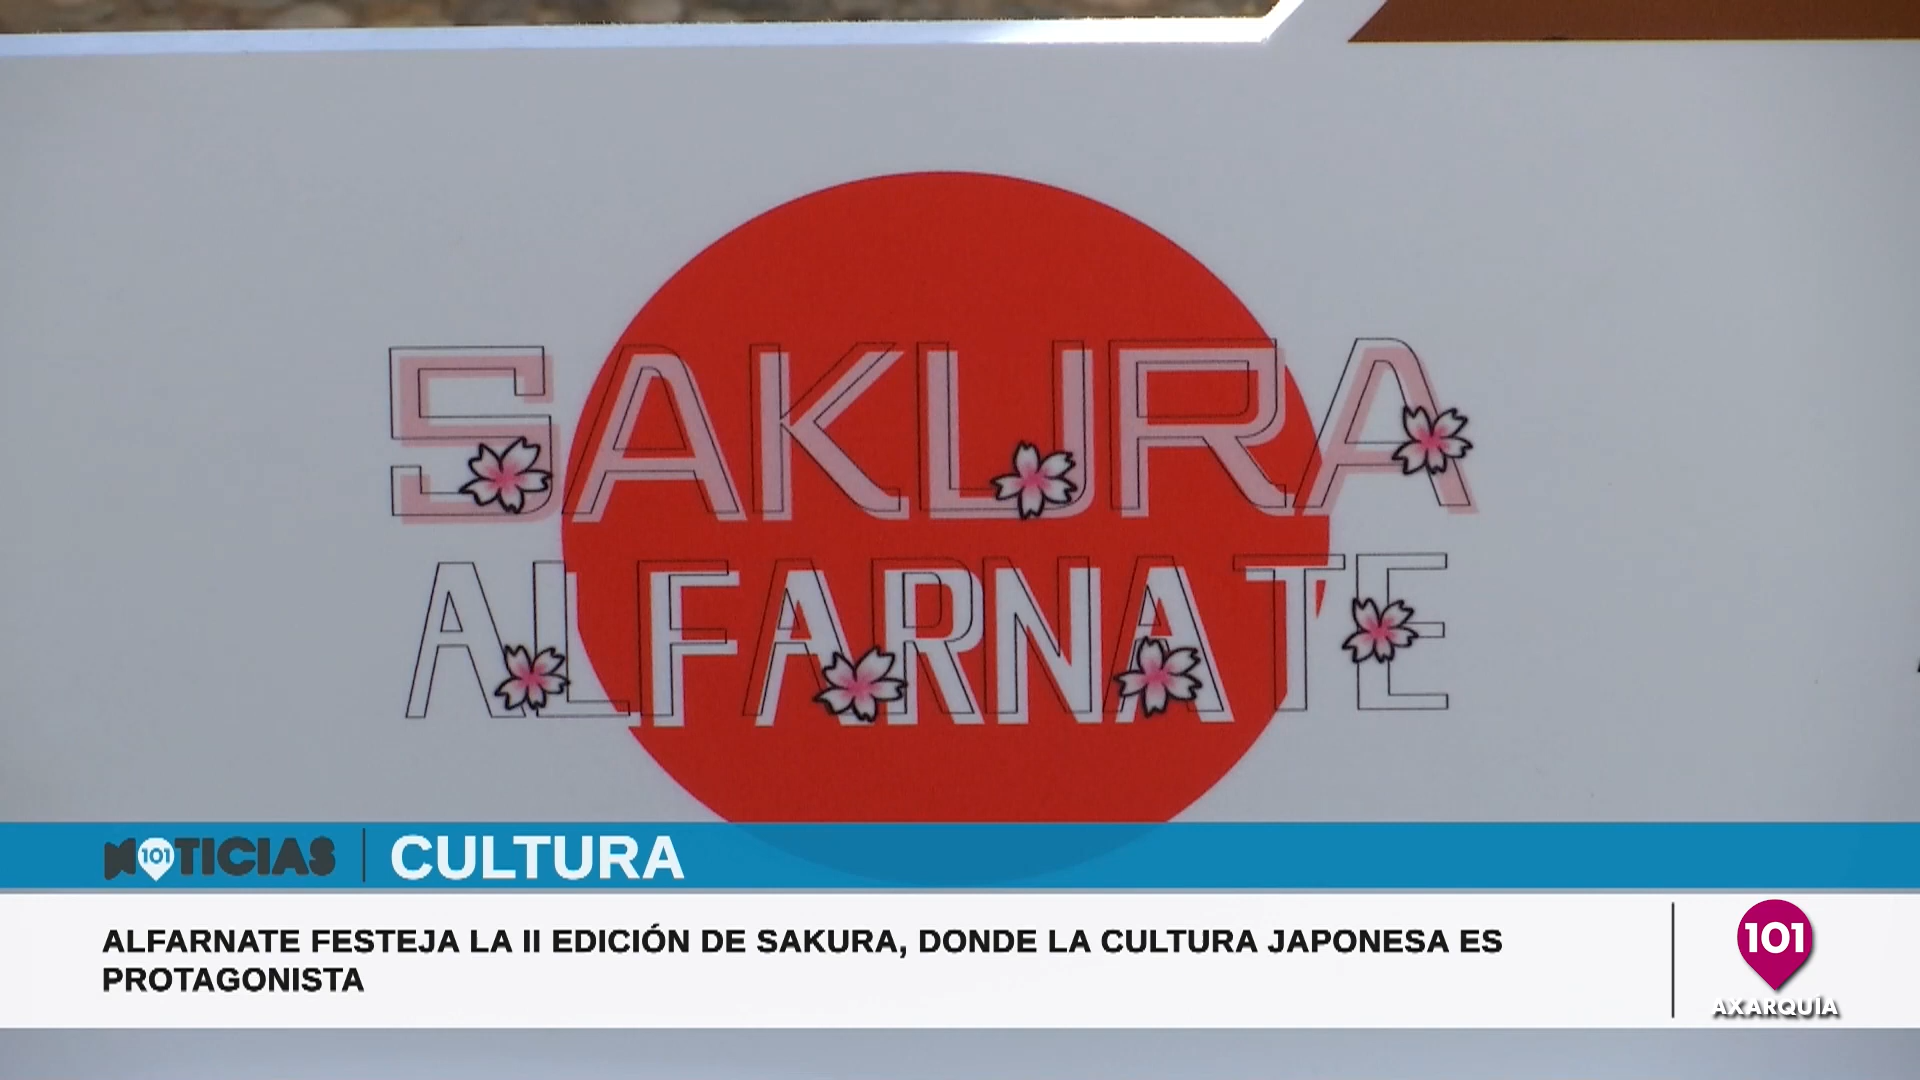 SAKURA
ALFARNATE
NOTICIAS 101 CULTURA
ALFARNATE FESTEJA LA II EDICIÓN DE SAKURA, DONDE LA CULTURA JAPONESA ES
PROTAGONISTA
101
AXARQUÍA